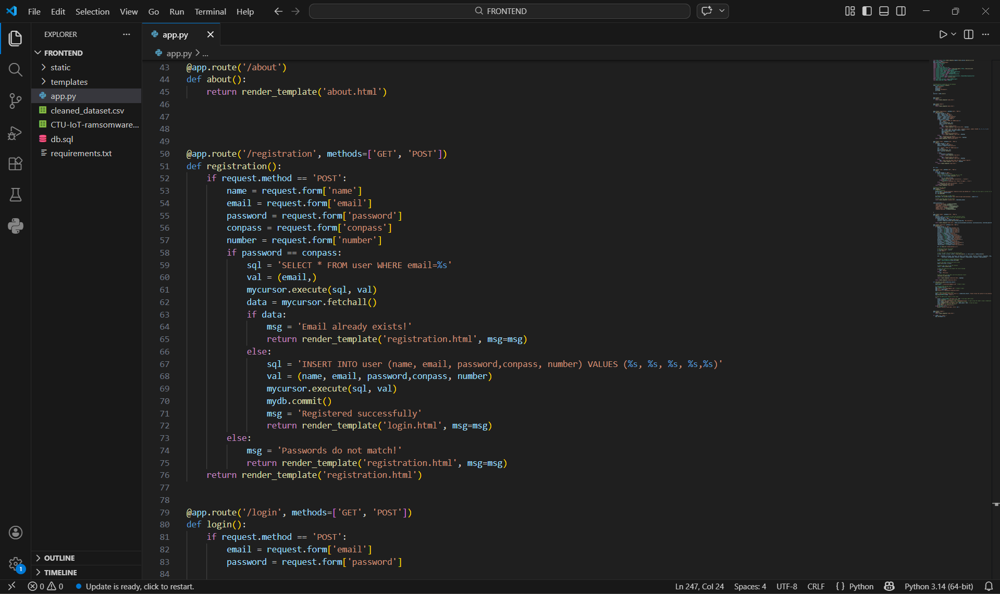 File Edit Selection View Go Run Terminal Help
FRONTEND
EXPLORER
FRONTEND
static
templates
app.py
cleaned_dataset.csv
CTU-IoT-ramsomware...
db.sql
requirements.txt
OUTLINE
TIMELINE
1
app.py
app.py > ...
43 @app.route('/about')
44 def about():
45     return render_template('about.html')
46
47
48
49
50 @app.route('/registration', methods=['GET', 'POST'])
51 def registration():
52     if request.method == 'POST':
53         name = request.form['name']
54         email = request.form['email']
55         password = request.form['password']
56         conpass = request.form['conpass']
57         number = request.form['number']
58         if password == conpass:
59             sql = 'SELECT * FROM user WHERE email=%s'
60             val = (email,)
61             mycursor.execute(sql, val)
62             data = mycursor.fetchall()
63             if data:
64                 msg = 'Email already exists!'
65                 return render_template('registration.html', msg=msg)
66             else:
67                 sql = 'INSERT INTO user (name, email, password,conpass, number) VALUES (%s, %s, %s, %s,%s)'
68                 val = (name, email, password,conpass, number)
69                 mycursor.execute(sql, val)
70                 mydb.commit()
71                 msg = 'Registered successfully'
72                 return render_template('login.html', msg=msg)
73         else:
74             msg = 'Passwords do not match!'
75             return render_template('registration.html', msg=msg)
76     return render_template('registration.html')
77
78
79 @app.route('/login', methods=['GET', 'POST'])
80 def login():
81     if request.method == 'POST':
82         email = request.form['email']
83         password = request.form['password']
84
0 0 Update is ready, click to restart. Ln 247, Col 24 Spaces: 4 UTF-8 CRLF {} Python Python 3.14 (64-bit)